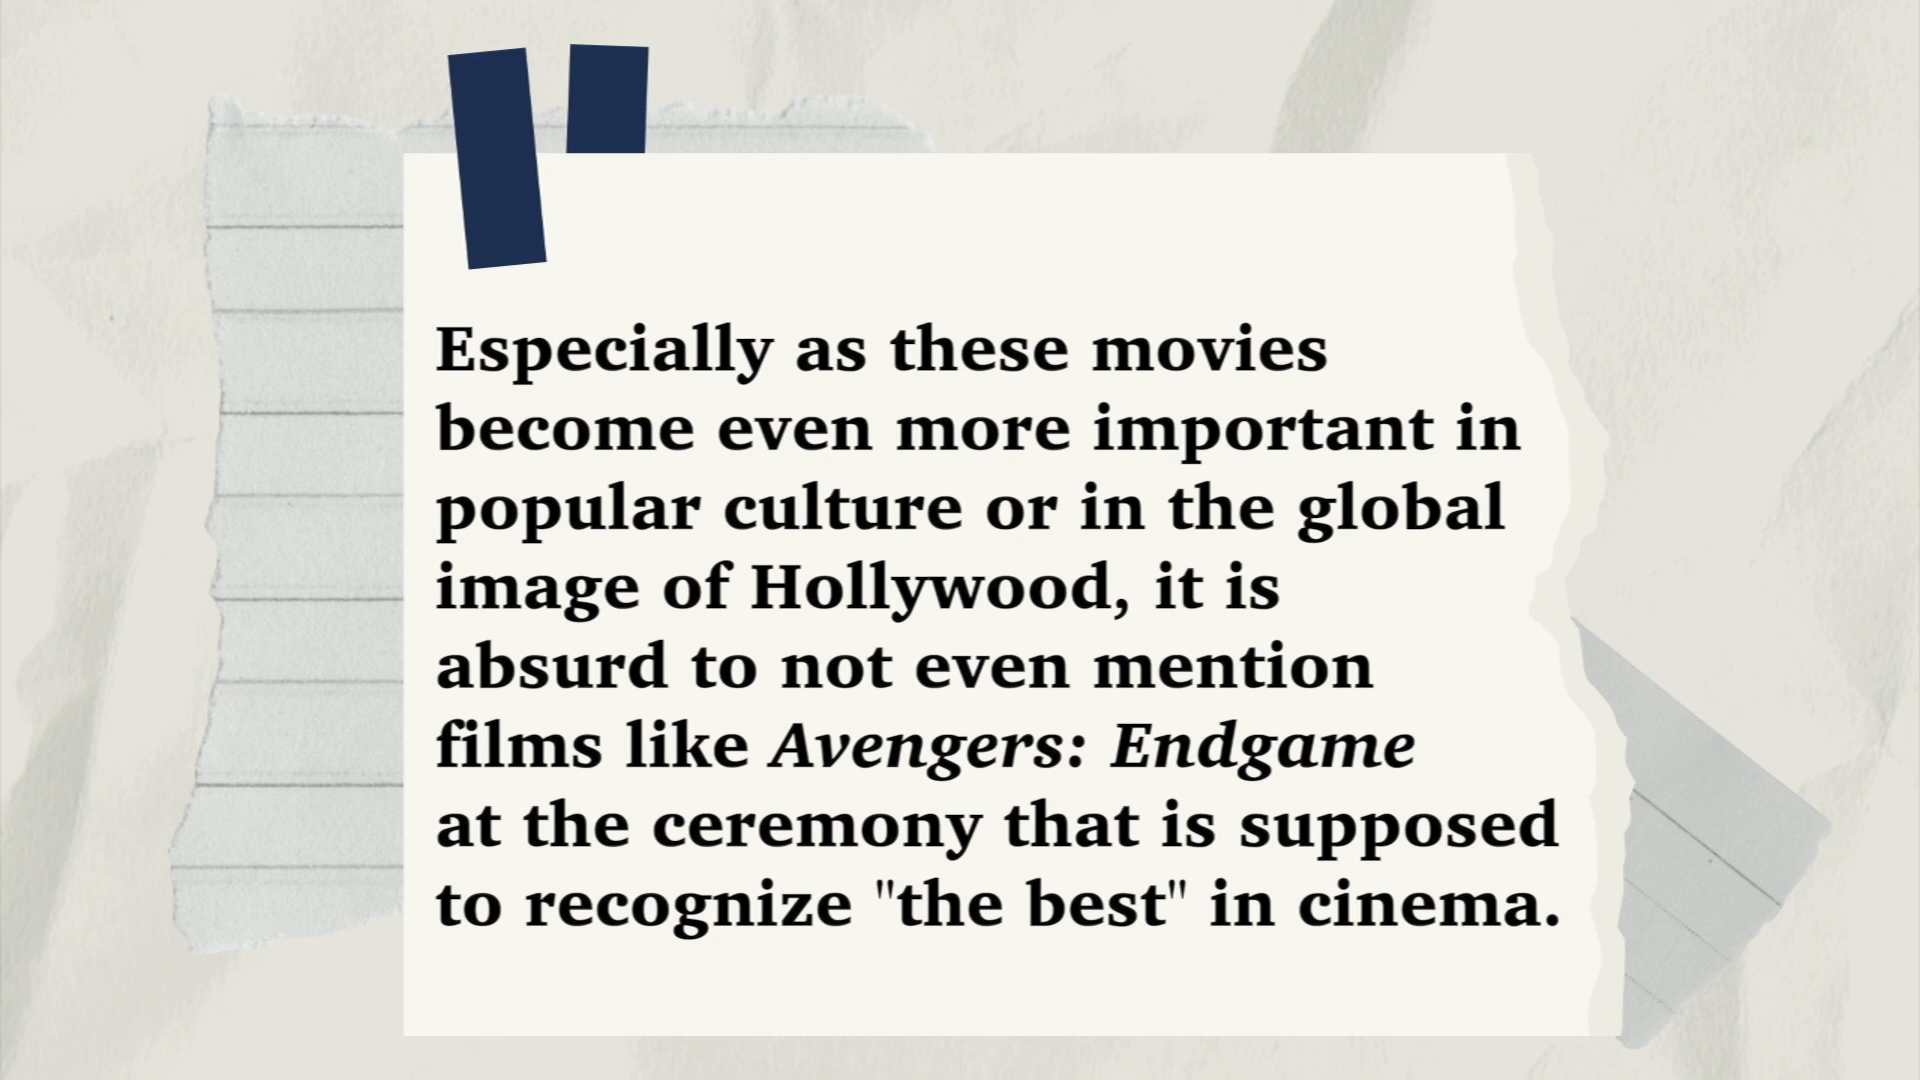 Especially as these movies
become even more important in
popular culture or in the global
image of Hollywood, it is
absurd to not even mention
films like Avengers: Endgame
at the ceremony that is supposed
to recognize "the best" in cinema.